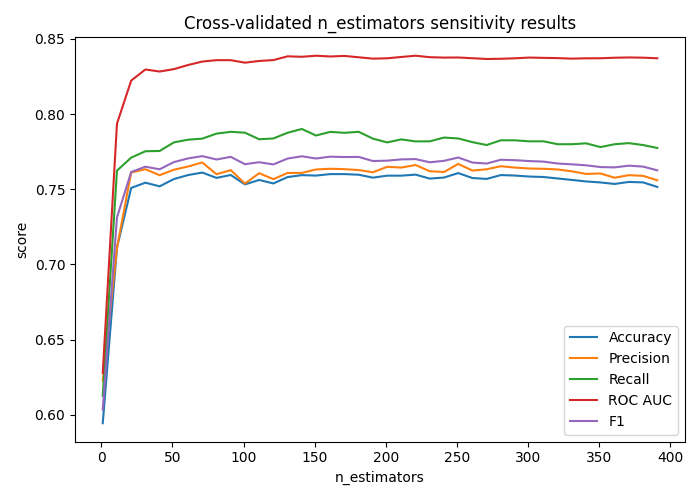 Cross-validated n_estimators sensitivity results
score
0.85
0.80
0.75
0.70
0.65
0.60
0
50
100
150
200
250
300
350
400
n_estimators
Accuracy
Precision
Recall
ROC AUC
F1